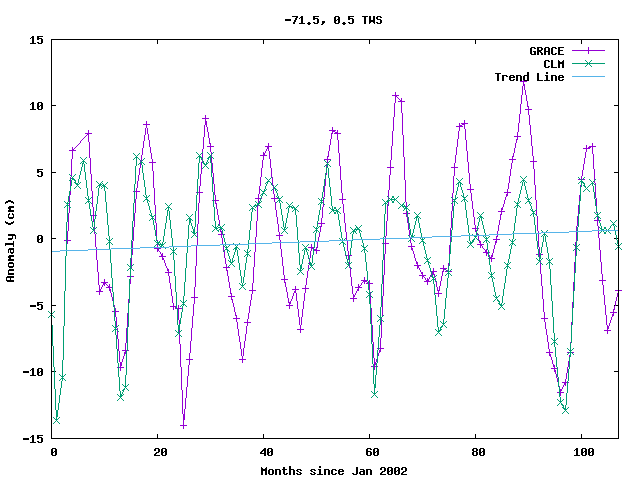 -71.5, 0.5 TWS
GRACE
CLM
Trend Line
15
10
5
0
-5
-10
-15
Anomaly (cm)
0 20 40 60 80 100
Months since Jan 2002